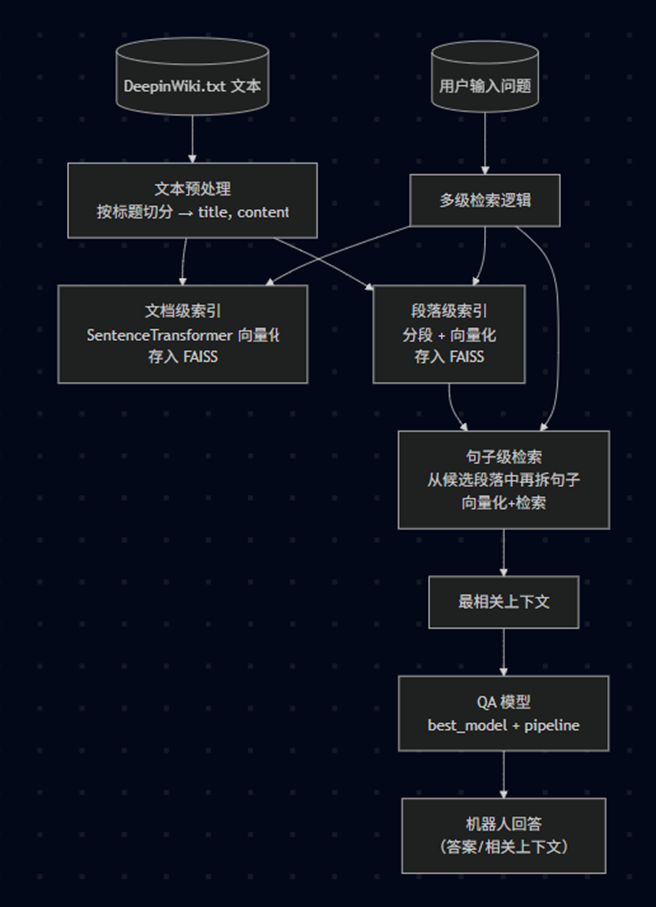 DeepinWiki.txt 文本
用户输入问题
文本预处理
按标题切分 → title, content
多级检索逻辑
文档级索引
SentenceTransformer 向量化
存入 FAISS
段落级索引
分段 + 向量化
存入 FAISS
句子级检索
从候选段落中再拆句子
向量化+检索
最相关上下文
QA 模型
best_model + pipeline
机器人回答
（答案/相关上下文）